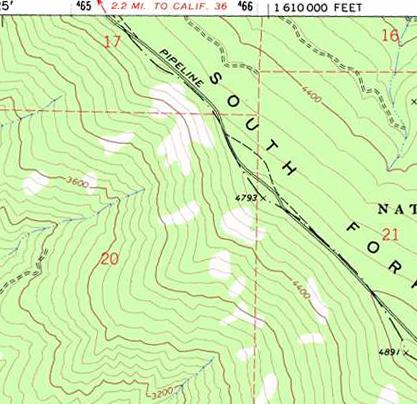 25'
⁴65
2.2 MI. TO CALIF. 36
⁴66
1 610 000 FEET
17
16
PIPELINE
SOUTH
4400
3600
4793
NAT
21
FORK
20
4400
4891
3200